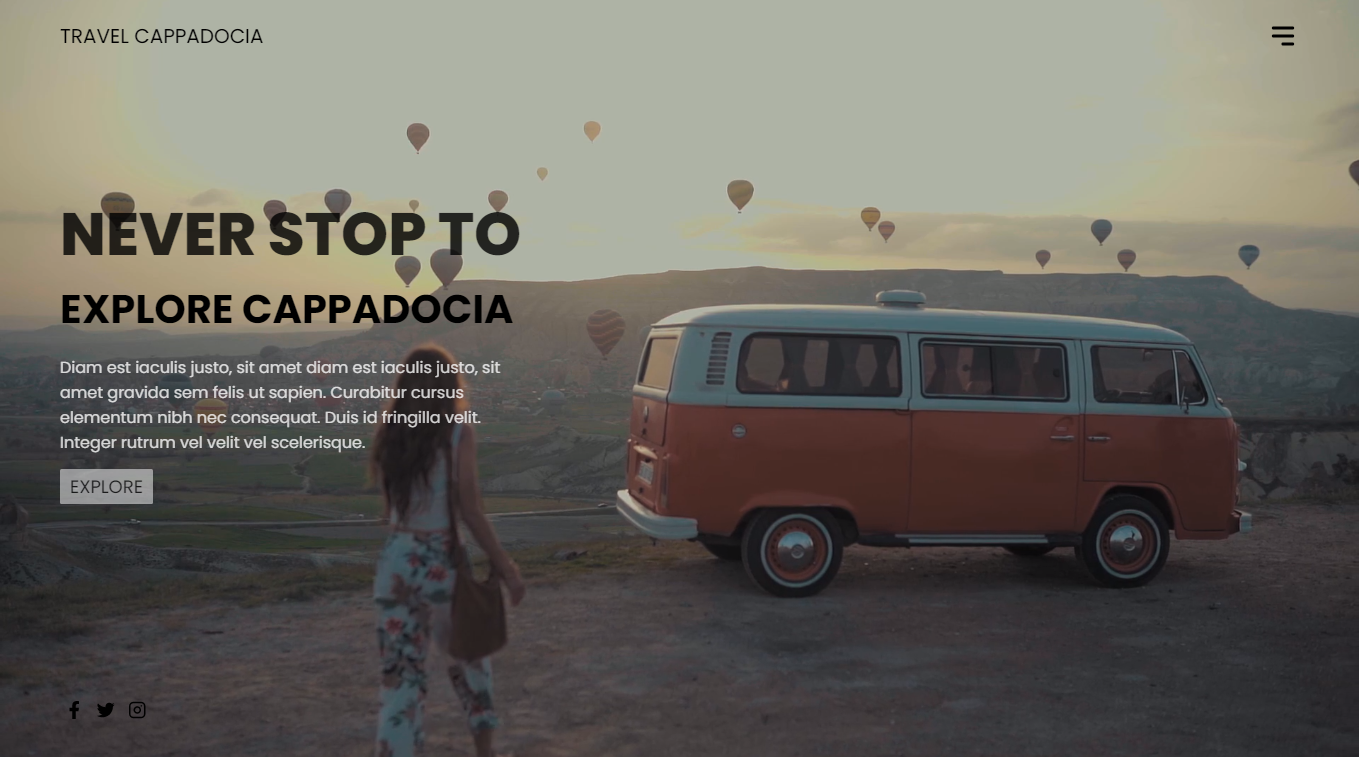 TRAVEL CAPPADOCIA
NEVER STOP TO
EXPLORE CAPPADOCIA
Diam est iaculis justo, sit amet diam est iaculis justo, sit
amet gravida sem felis ut sapien. Curabitur cursus
elementum nibh nec consequat. Duis id fringilla velit.
Integer rutrum vel velit vel scelerisque.
EXPLORE